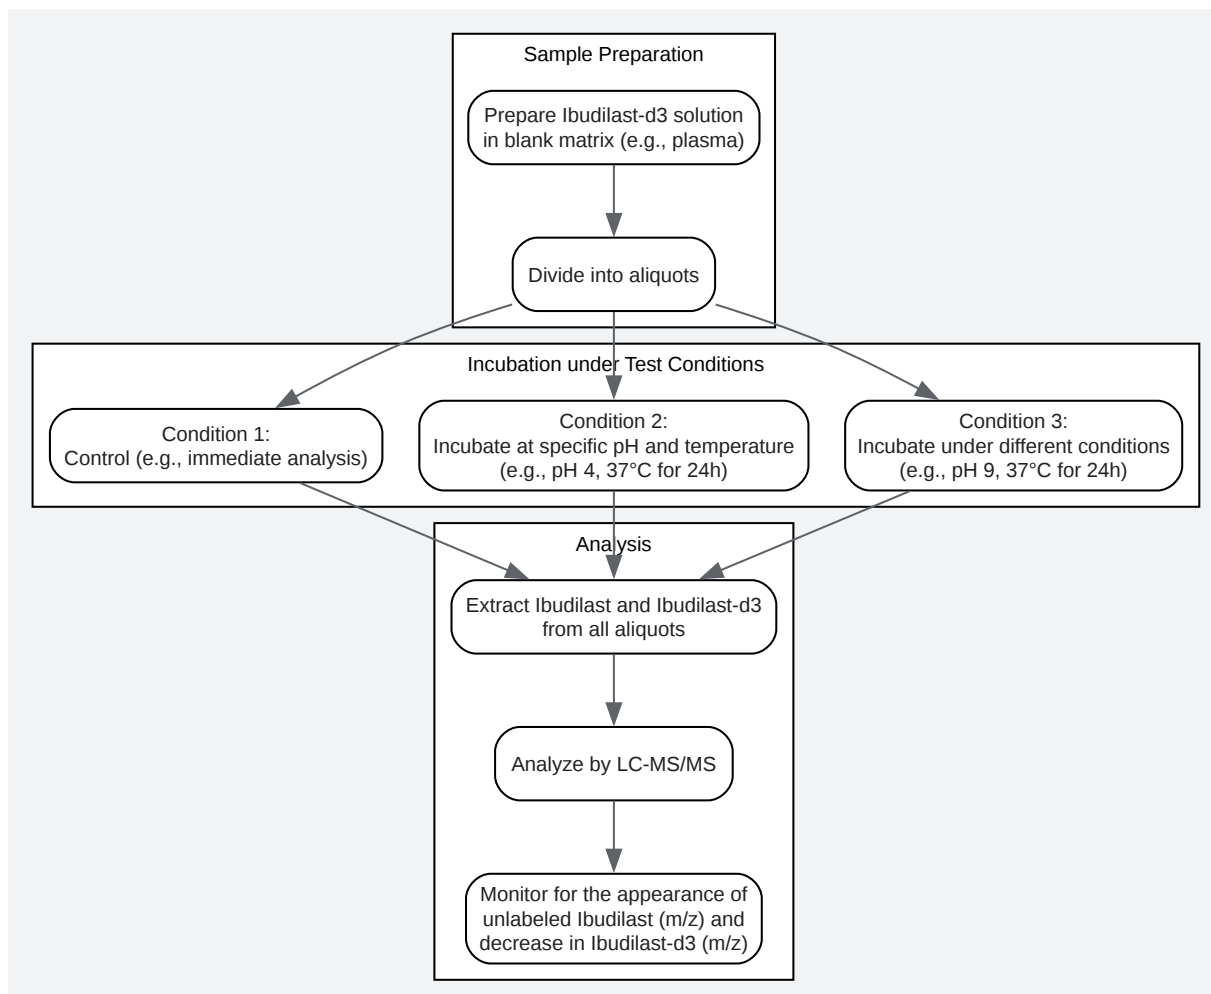 Sample Preparation
Prepare Ibudilast-d3 solution
in blank matrix (e.g., plasma)
Divide into aliquots
Incubation under Test Conditions
Condition 1:
Control (e.g., immediate analysis)
Condition 2:
Incubate at specific pH and temperature
(e.g., pH 4, 37°C for 24h)
Condition 3:
Incubate under different conditions
(e.g., pH 9, 37°C for 24h)
Analysis
Extract Ibudilast and Ibudilast-d3
from all aliquots
Analyze by LC-MS/MS
Monitor for the appearance of
unlabeled Ibudilast (m/z) and
decrease in Ibudilast-d3 (m/z)